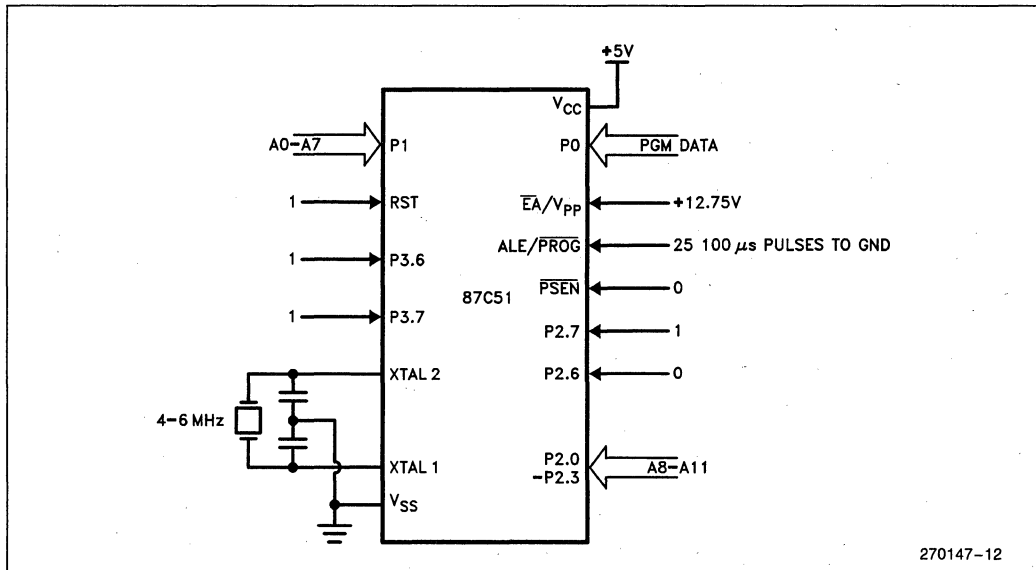 +5V
VCC
A0-A7
P1
P0
PGM DATA
1
RST
EA/VPP
+12.75V
ALE/PROG
25 100 μs PULSES TO GND
1
P3.6
PSEN
0
87C51
1
P3.7
P2.7
1
XTAL 2
P2.6
0
4-6 MHz
XTAL 1
P2.0
-P2.3
A8-A11
VSS
270147-12